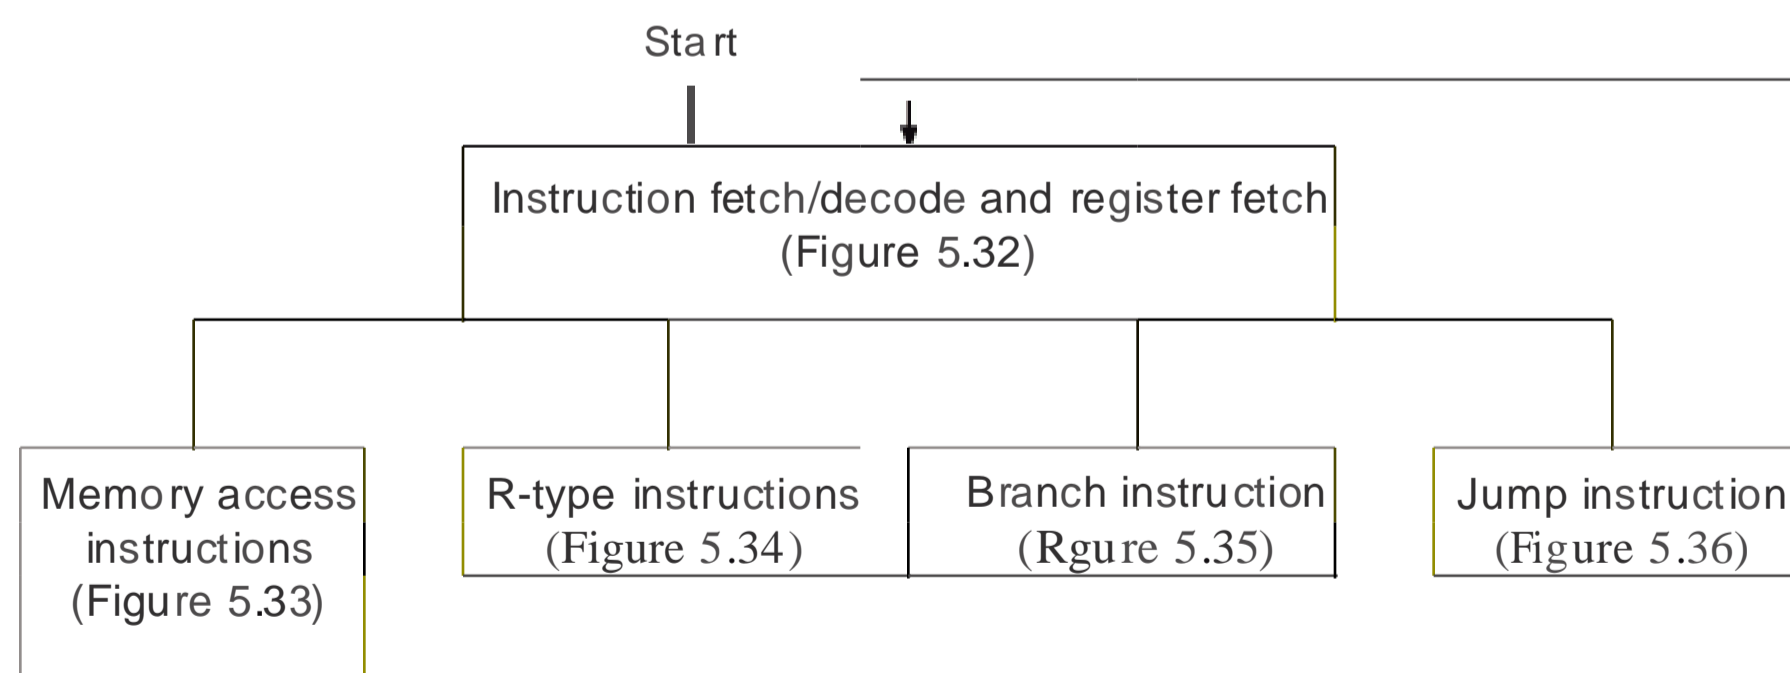 Start
Instruction fetch/decode and register fetch
(Figure 5.32)
Memory access
instructions
(Figure 5.33)
R-type instructions
(Figure 5.34)
Branch instruction
(Rgure 5.35)
Jump instruction
(Figure 5.36)